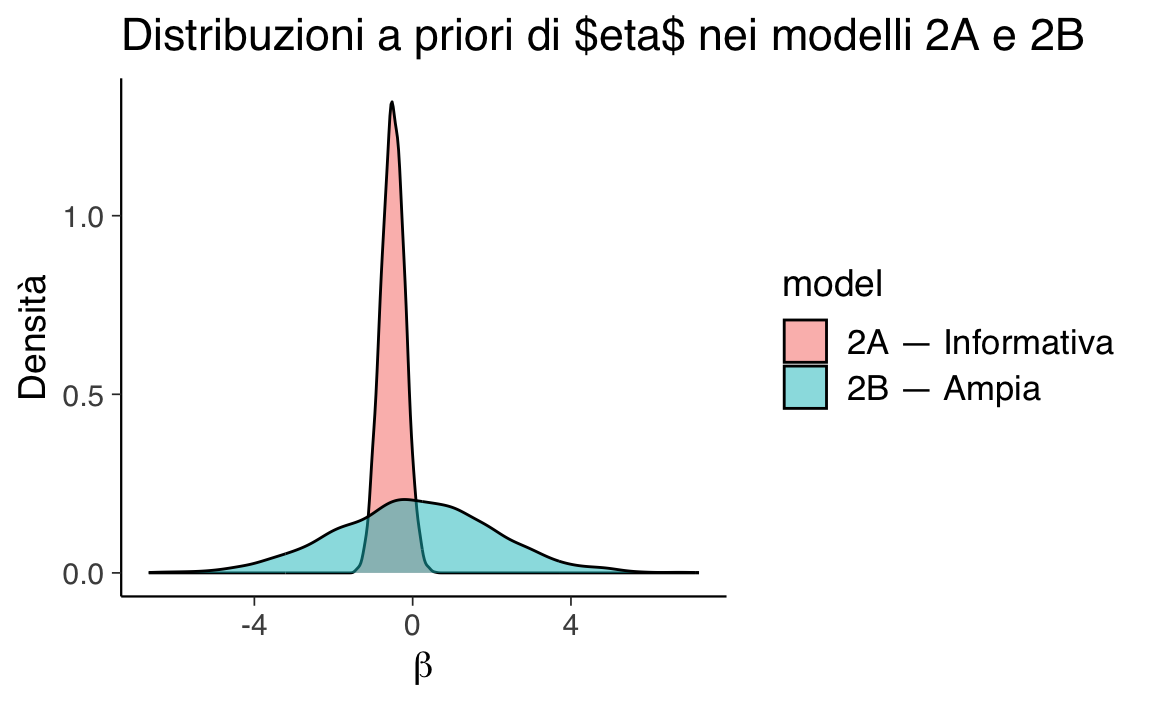 Distribuzioni a priori di $eta$ nei modelli 2A e 2B
Densità
1.0
0.5
0.0
-4 0 4
β
model
2A — Informativa
2B — Ampia